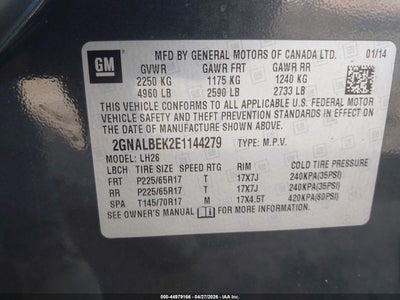 GM
MFD BY GENERAL MOTORS OF CANADA LTD. 01/14
GVWR GAWR FRT GAWR RR
2250 KG 1175 KG 1240 KG
4960 LB 2590 LB 2733 LB
THIS VEHICLE CONFORMS TO ALL APPLICABLE U.S. FEDERAL
MOTOR VEHICLE SAFETY, BUMPER, AND THEFT PREVENTION STANDARDS IN
EFFECT ON THE DATE OF MANUFACTURE SHOWN ABOVE.
2GNALBEK2E1144279 TYPE: M.P.V.
MODEL: LH26
LBCH TIRE SIZE SPEED RTG RIM COLD TIRE PRESSURE
FRT P225/65R17 T 17X7J 240KPA(35PSI)
RR P225/65R17 T 17X7J 240KPA(35PSI)
SPA T145/70R17 M 17X4.5T 420KPA(60PSI)
SEE OWNER'S MANUAL FOR MORE INFORMATION.
000-44979166 - 04/27/2026 - IAA Inc.